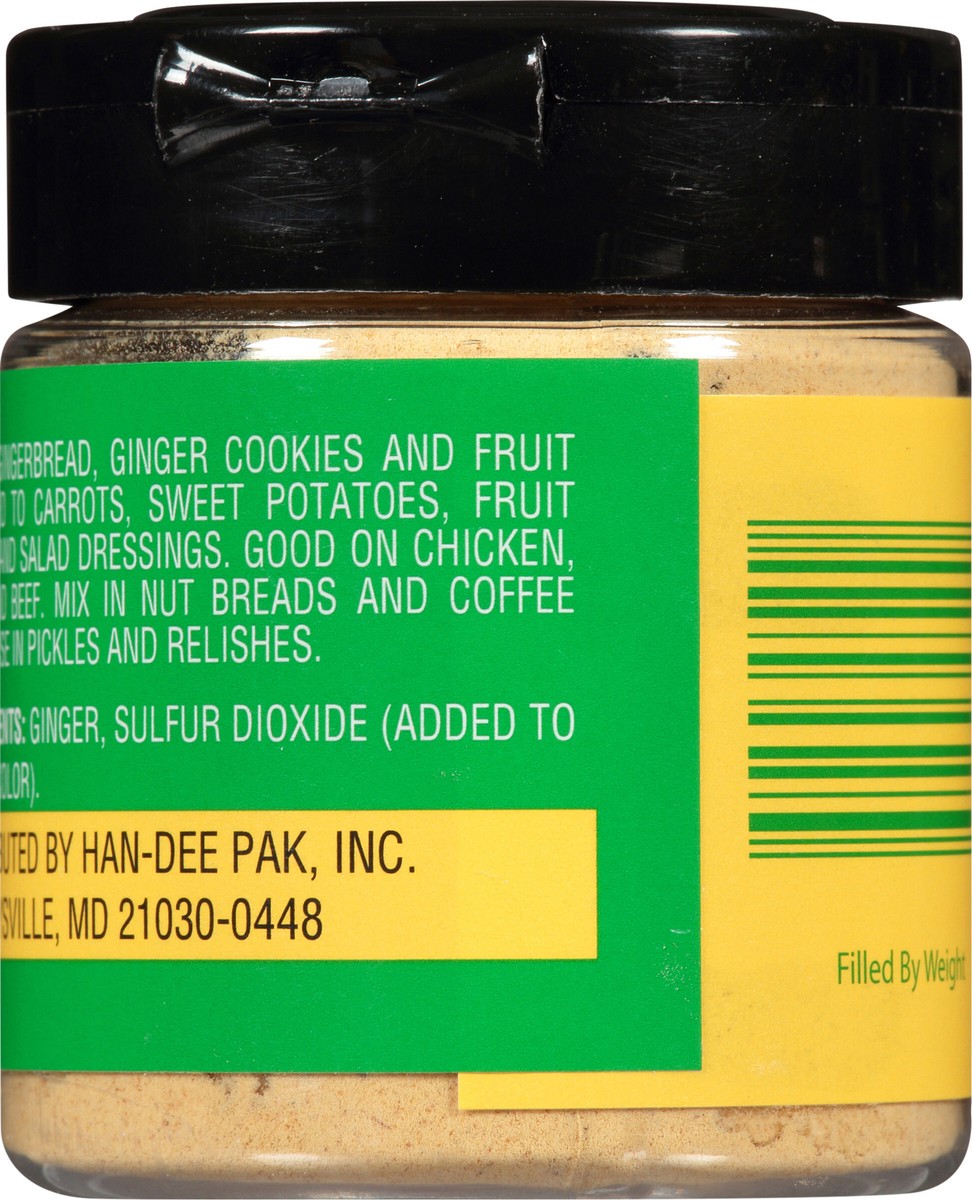 GINGERBREAD, GINGER COOKIES AND FRUIT
TO CARROTS, SWEET POTATOES, FRUIT
AND SALAD DRESSINGS. GOOD ON CHICKEN,
BEEF. MIX IN NUT BREADS AND COFFEE
IN PICKLES AND RELISHES.
GINGER, SULFUR DIOXIDE (ADDED TO
BY HAN-DEE PAK, INC.
MD 21030-0448
Filled By Weight